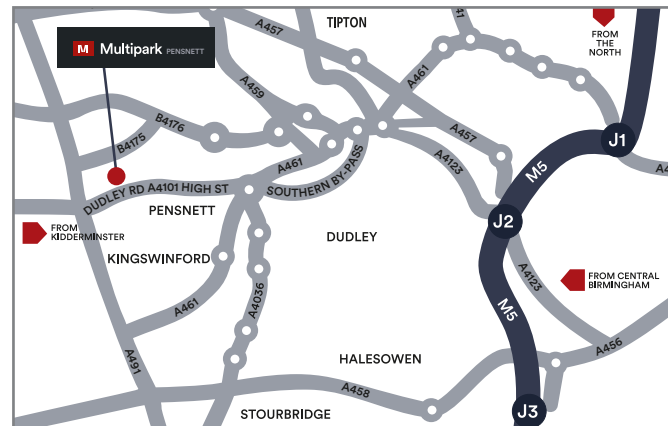 TIPTON
A457
A461
41
FROM
THE
NORTH
M Multipark PENSNETT
A459
B4176
B4175
A457
J1
A4
A461
SOUTHERN BY-PASS
A4123
M5
DUDLEY RD A4101 HIGH ST
PENSNETT
J2
FROM
KIDDERMINSTER
DUDLEY
KINGSWINFORD
A4123
FROM CENTRAL
BIRMINGHAM
A461
A4036
M5
A491
HALESOWEN
A456
A458
STOURBRIDGE
J3